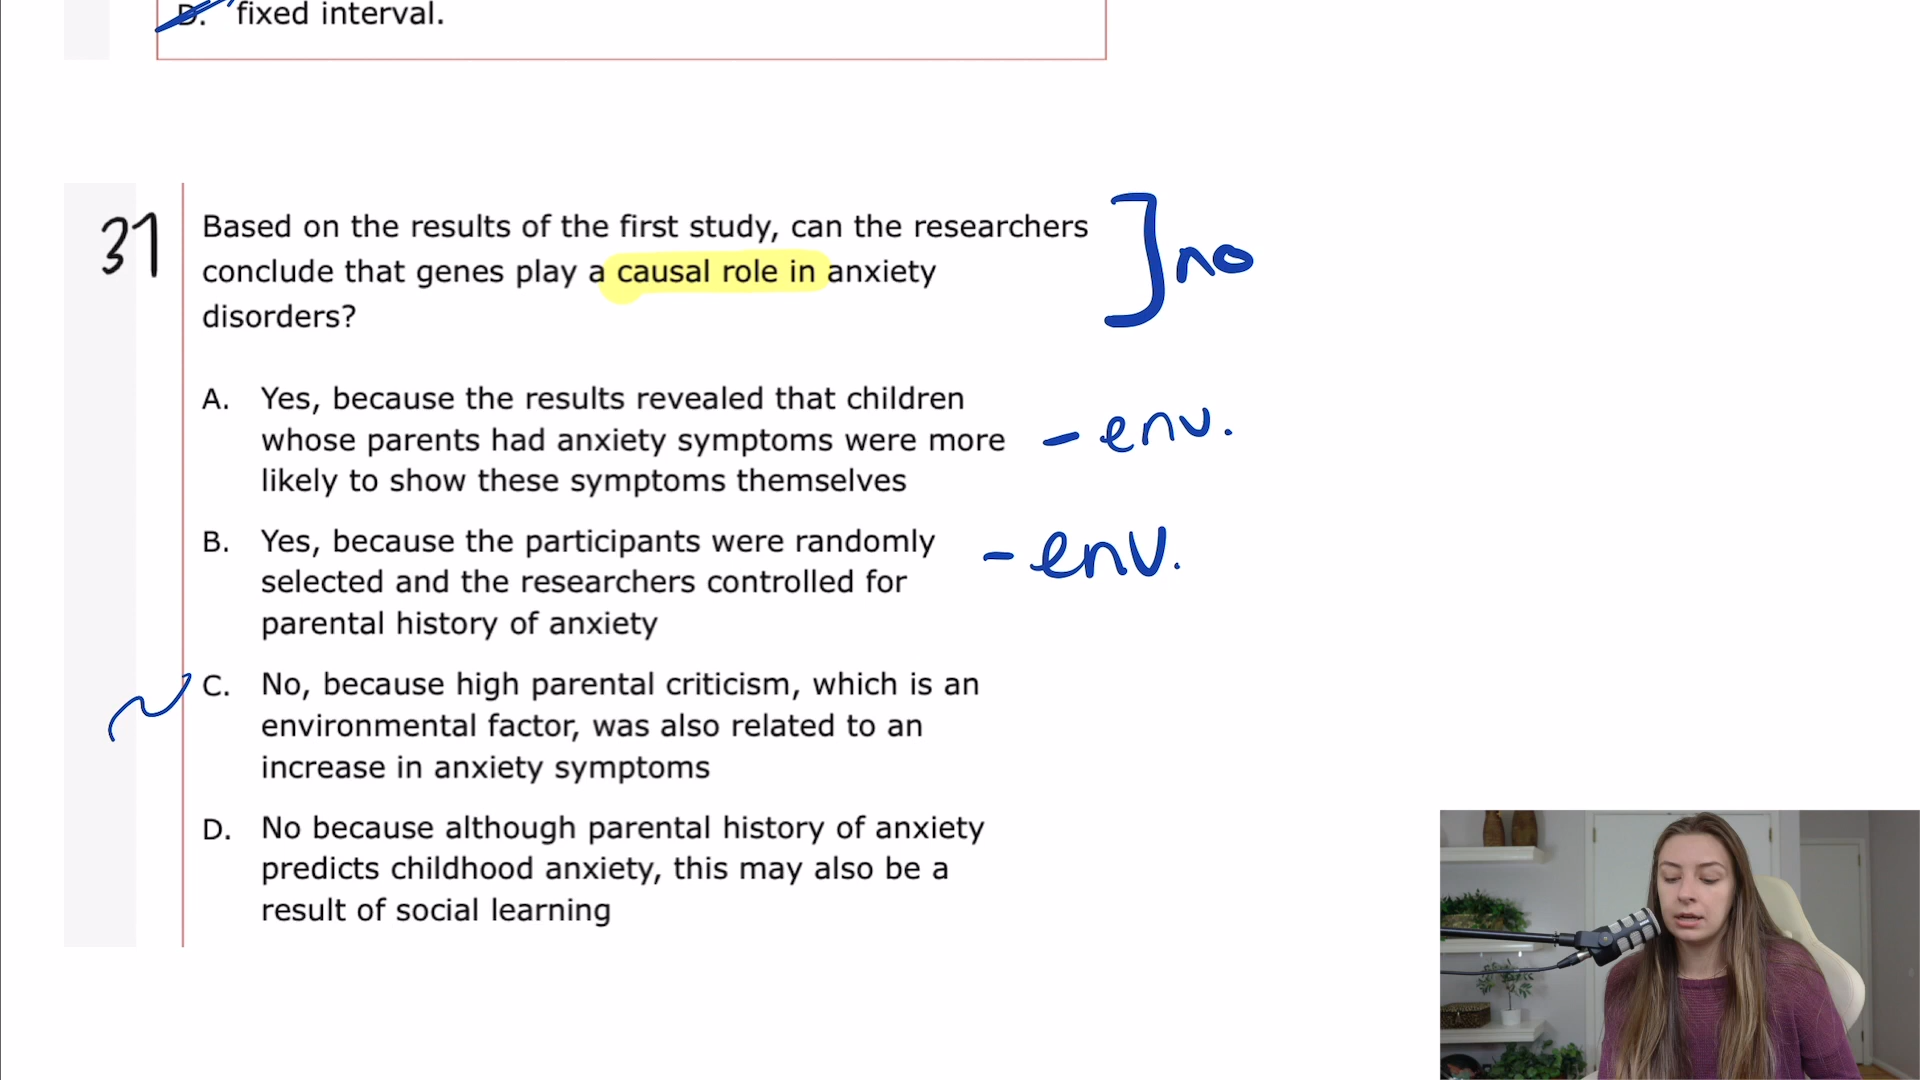 D. fixed interval.
31
Based on the results of the first study, can the researchers
conclude that genes play a causal role in anxiety
disorders?
no
A. Yes, because the results revealed that children
whose parents had anxiety symptoms were more
likely to show these symptoms themselves
- env.
B. Yes, because the participants were randomly
selected and the researchers controlled for
parental history of anxiety
- env.
C. No, because high parental criticism, which is an
environmental factor, was also related to an
increase in anxiety symptoms
D. No because although parental history of anxiety
predicts childhood anxiety, this may also be a
result of social learning